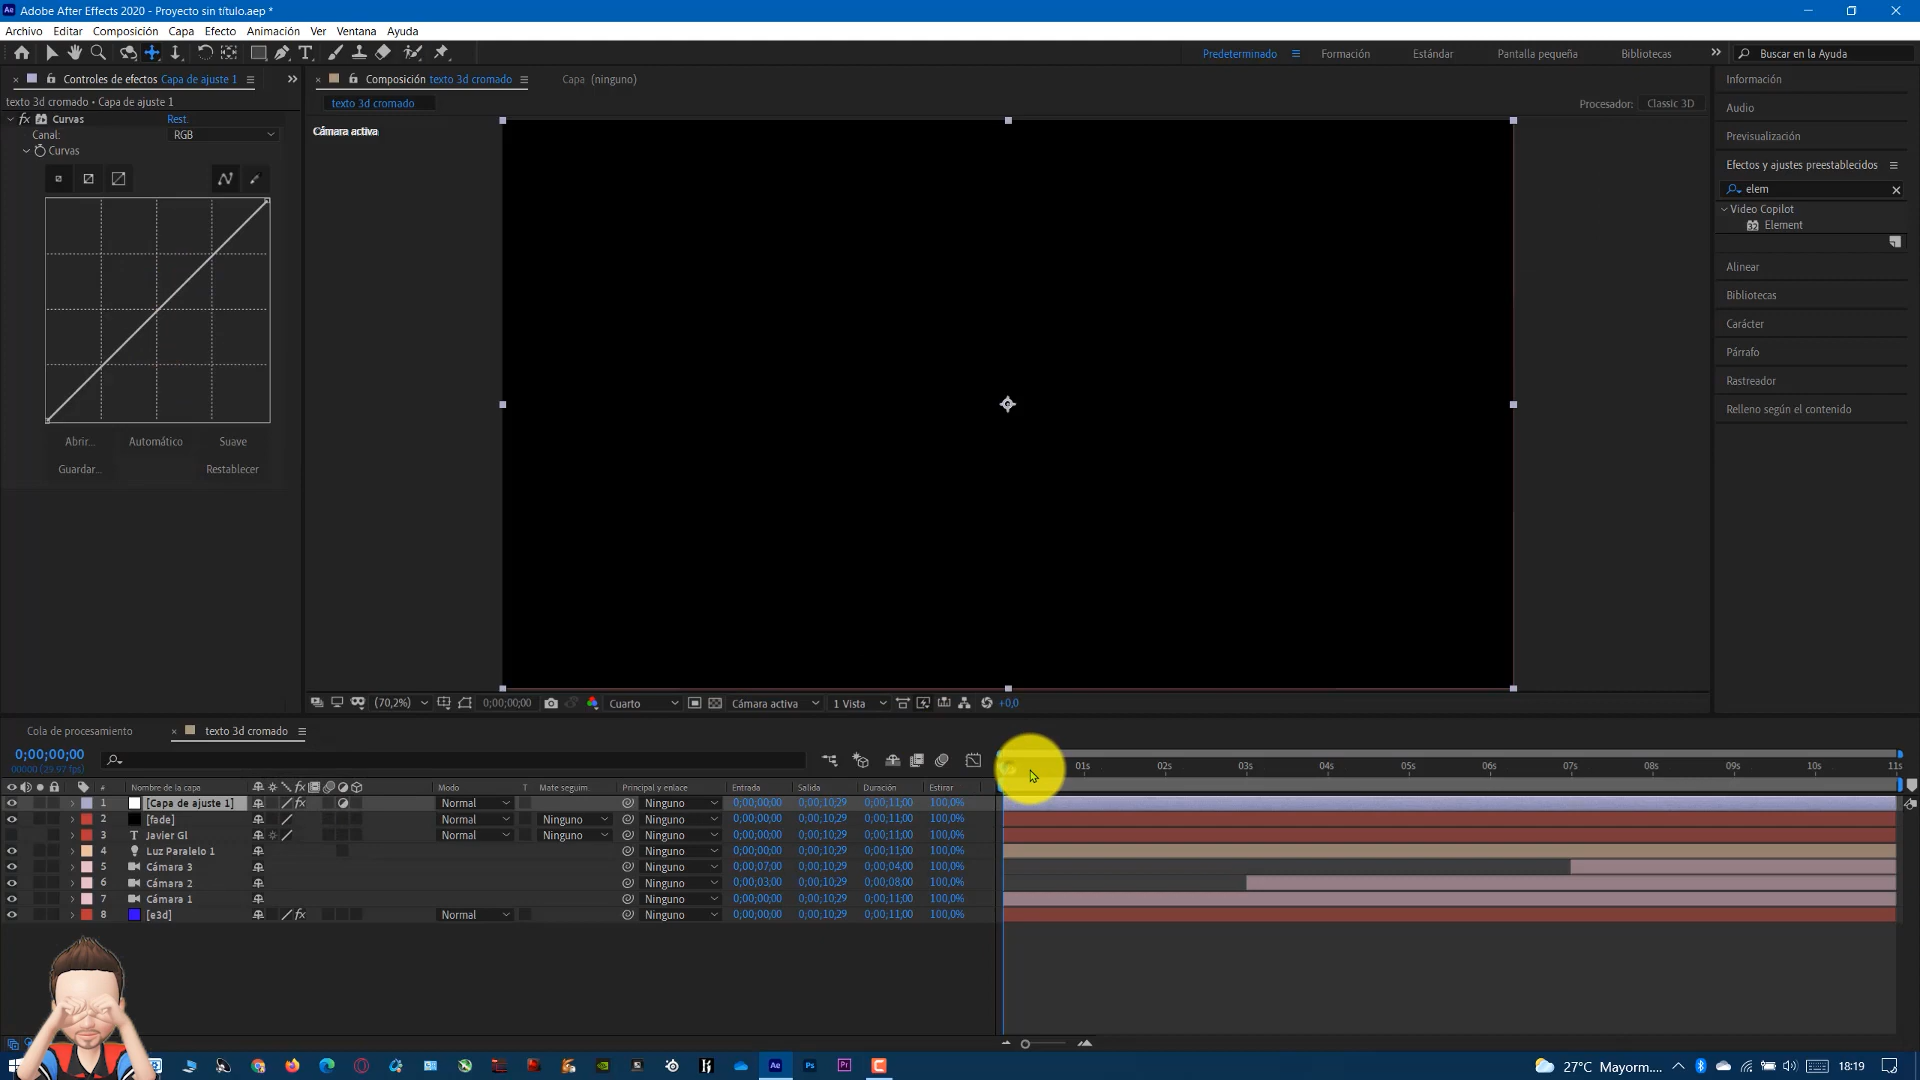 Adobe After Effects 2020 - Proyecto sin título.aep *
Archivo Editar Composición Capa Efecto Animación Ver Ventana Ayuda
Predeterminado Formación Estándar Pantalla pequeña Bibliotecas Buscar en la Ayuda
Controles de efectos Capa de ajuste 1
Composición texto 3d cromado
Capa (ninguno)
Información
texto 3d cromado • Capa de ajuste 1
texto 3d cromado
Procesador: Classic 3D
Audio
fx Curvas Rest.
Canal: RGB
Cámara activa
Previsualización
Curvas
Efectos y ajustes preestablecidos
elem
Video Copilot
Element
Alinear
Bibliotecas
Carácter
Párrafo
Rastreador
Relleno según el contenido
Abrir... Automático Suave
Guardar... Restablecer
(70,2%) 0;00;00;00 Cuarto Cámara activa 1 Vista +0,0
Cola de procesamiento texto 3d cromado
0;00;00;00
00000 (29.97 fps)
01s 02s 03s 04s 05s 06s 07s 08s 09s 10s 11s
# Nombre de la capa Modo T Mate seguim. Principal y enlace Entrada Salida Duración Estirar
1 [Capa de ajuste 1] fx Normal Ninguno 0;00;00;00 0;00;10;29 0;00;11;00 100,0%
2 [fade] Normal Ninguno Ninguno 0;00;00;00 0;00;10;29 0;00;11;00 100,0%
3 T Javier Gl Normal Ninguno Ninguno 0;00;00;00 0;00;10;29 0;00;11;00 100,0%
4 Luz Paralelo 1 Ninguno 0;00;00;00 0;00;10;29 0;00;11;00 100,0%
5 Cámara 3 Ninguno 0;00;07;00 0;00;10;29 0;00;04;00 100,0%
6 Cámara 2 Ninguno 0;00;03;00 0;00;10;29 0;00;08;00 100,0%
7 Cámara 1 Ninguno 0;00;00;00 0;00;10;29 0;00;11;00 100,0%
8 [e3d] fx Normal Ninguno 0;00;00;00 0;00;10;29 0;00;11;00 100,0%
Ae Ps Pr 27°C Mayorm.... 18:19